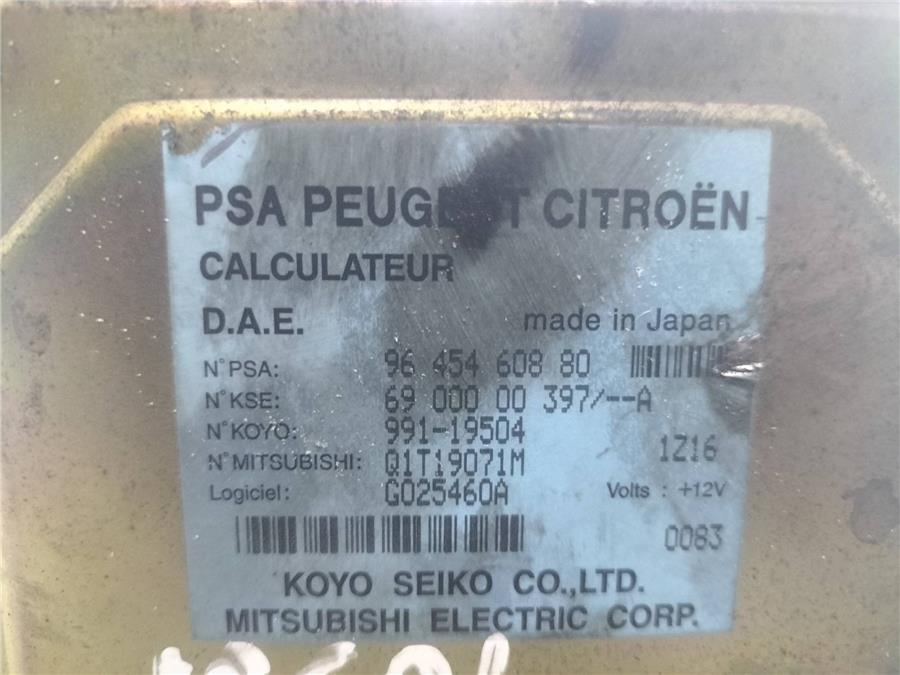 PSA PEUGEOT CITROËN
CALCULATEUR
D.A.E. made in Japan
N°PSA: 96 454 608 80
N°KSE: 69 000 00 397/--A
N°KOYO: 991-19504
N°MITSUBISHI: Q1T19071M 1Z16
Logiciel: G025460A Volts : +12V
0083
KOYO SEIKO CO.,LTD.
MITSUBISHI ELECTRIC CORP.